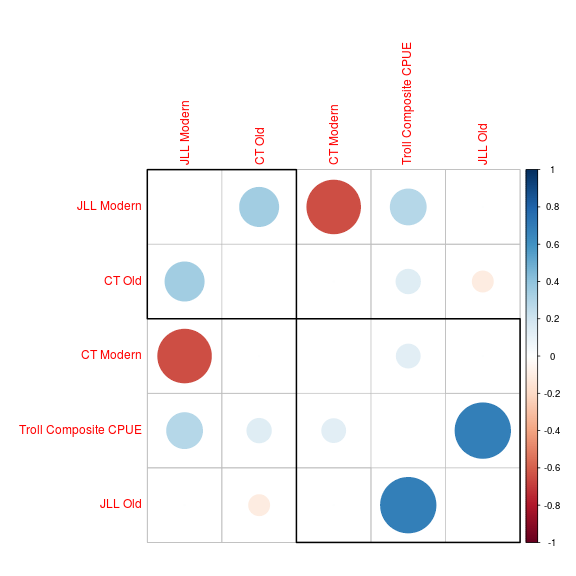 JLL Modern
CT Old
CT Modern
Troll Composite CPUE
JLL Old
JLL Modern
CT Old
CT Modern
Troll Composite CPUE
JLL Old
1
0.8
0.6
0.4
0.2
0
-0.2
-0.4
-0.6
-0.8
-1